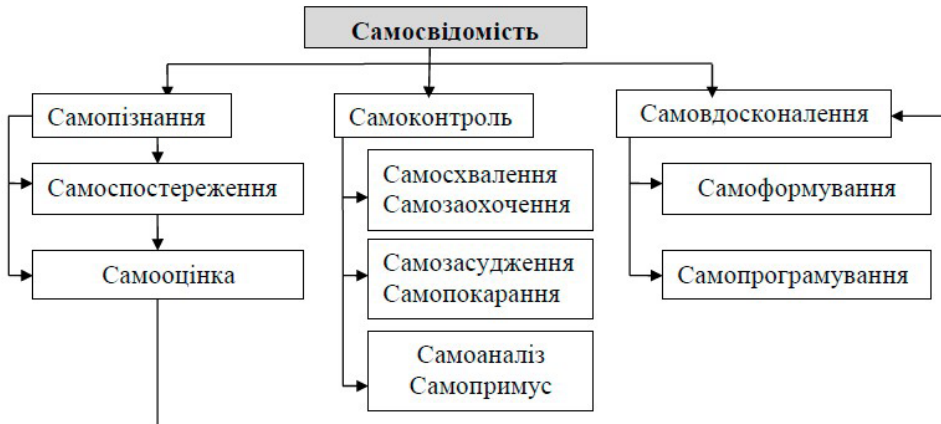 Самосвідомість
Самопізнання
Самоспостереження
Самооцінка
Самоконтроль
Самосхвалення
Самозаохочення
Самозасудження
Самопокарання
Самоаналіз
Самопримус
Самовдосконалення
Самоформування
Самопрограмування